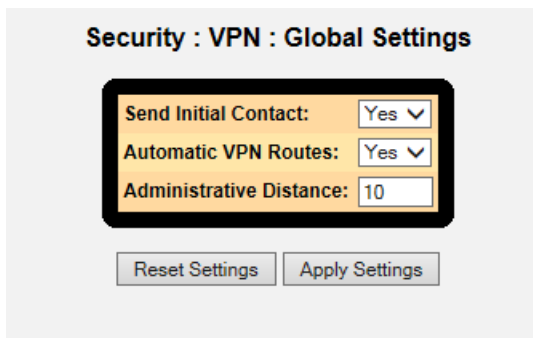 Security : VPN : Global Settings
Send Initial Contact: Yes
Automatic VPN Routes: Yes
Administrative Distance: 10
Reset Settings Apply Settings